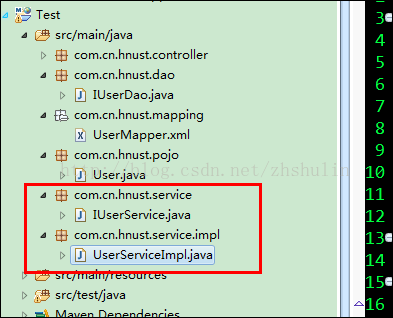 Test
src/main/java
com.cn.hnust.controller
com.cn.hnust.dao
IUserDao.java
com.cn.hnust.mapping
UserMapper.xml
com.cn.hnust.pojo
User.java
com.cn.hnust.service
IUserService.java
com.cn.hnust.service.impl
UserServiceImpl.java
src/main/resources
src/test/java
Maven Dependencies
3
4
5
6
7
8
9
10
11
12
13
14
15
16
http://blog.csdn.net/zhshulin